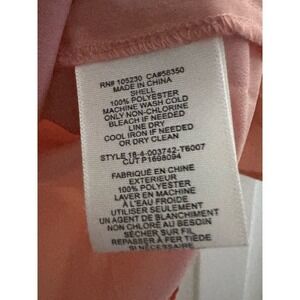 RN# 105230 CA#58350
MADE IN CHINA
SHELL
100% POLYESTER
MACHINE WASH COLD
ONLY NON-CHLORINE
BLEACH IF NEEDED
LINE DRY
COOL IRON IF NEEDED
OR DRY CLEAN
STYLE 16-4-003742-T6007
CUT P1608094
FABRIQUÉ EN CHINE
EXTERIEUR
100% POLYESTER
LAVER EN MACHINE
À L'EAU FROIDE
UTILISER SEULEMENT
UN AGENT DE BLANCHIMENT
NON CHLORÉ AU BESOIN
SÉCHER SUR FIL
REPASSER À FER TIÈDE
SI NÉCESSAIRE